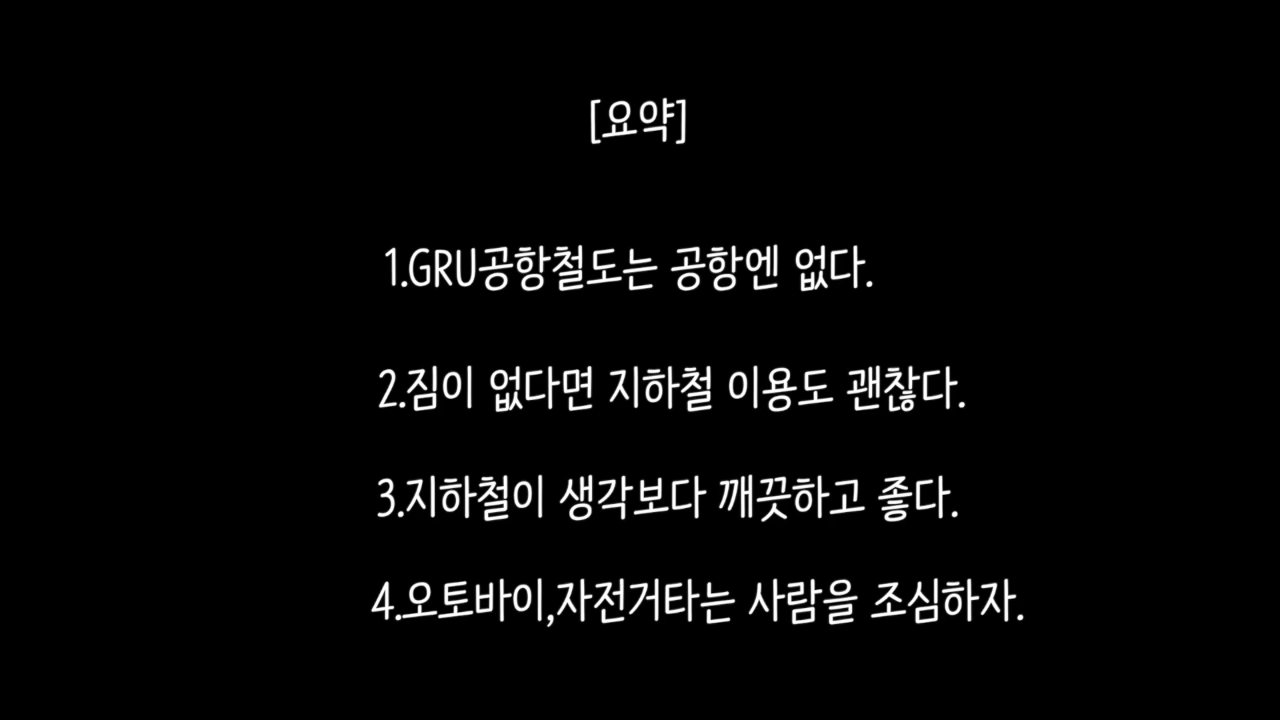 [요약]
1.GRU공항철도는 공항엔 없다.
2.짐이 없다면 지하철 이용도 괜찮다.
3.지하철이 생각보다 깨끗하고 좋다.
4.오토바이,자전거타는 사람을 조심하자.